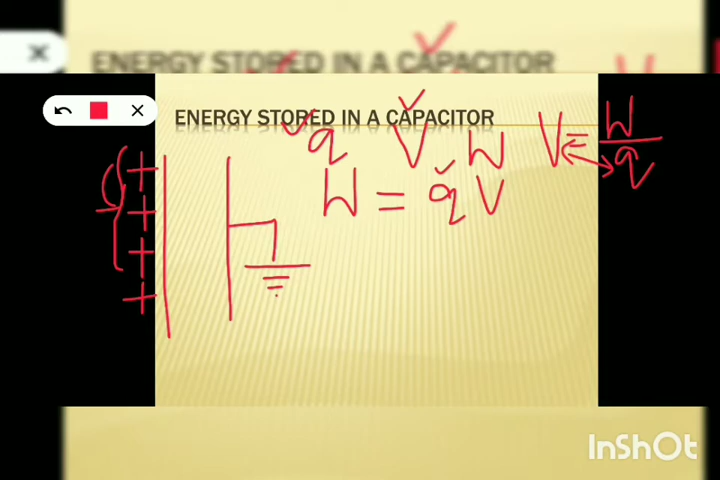 ENERGY STORED IN A CAPACITOR
V
ENERGY STORED IN A CAPACITOR
q V W V = W/q
W = qV
+
+
+
+
InShOt